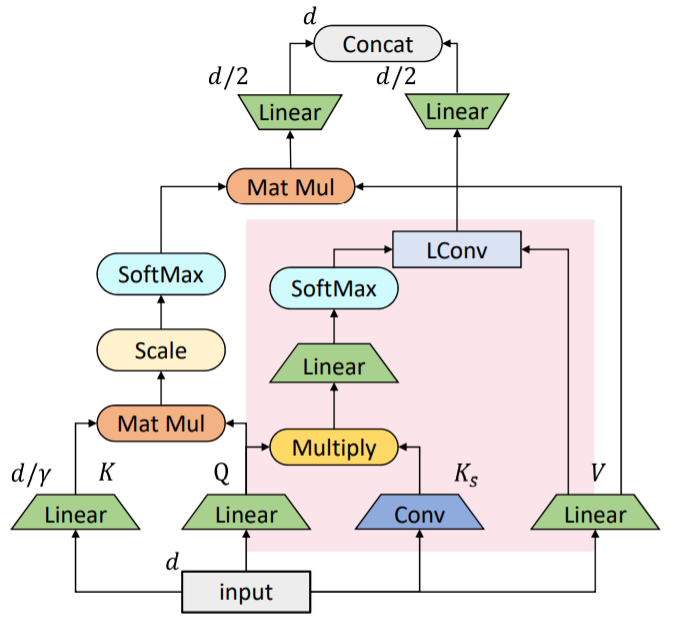 d
Concat
d/2
d/2
Linear
Linear
Mat Mul
LConv
SoftMax
SoftMax
Scale
Linear
Mat Mul
Multiply
d/γ
K
Q
K_s
V
Linear
Linear
Conv
Linear
d
input